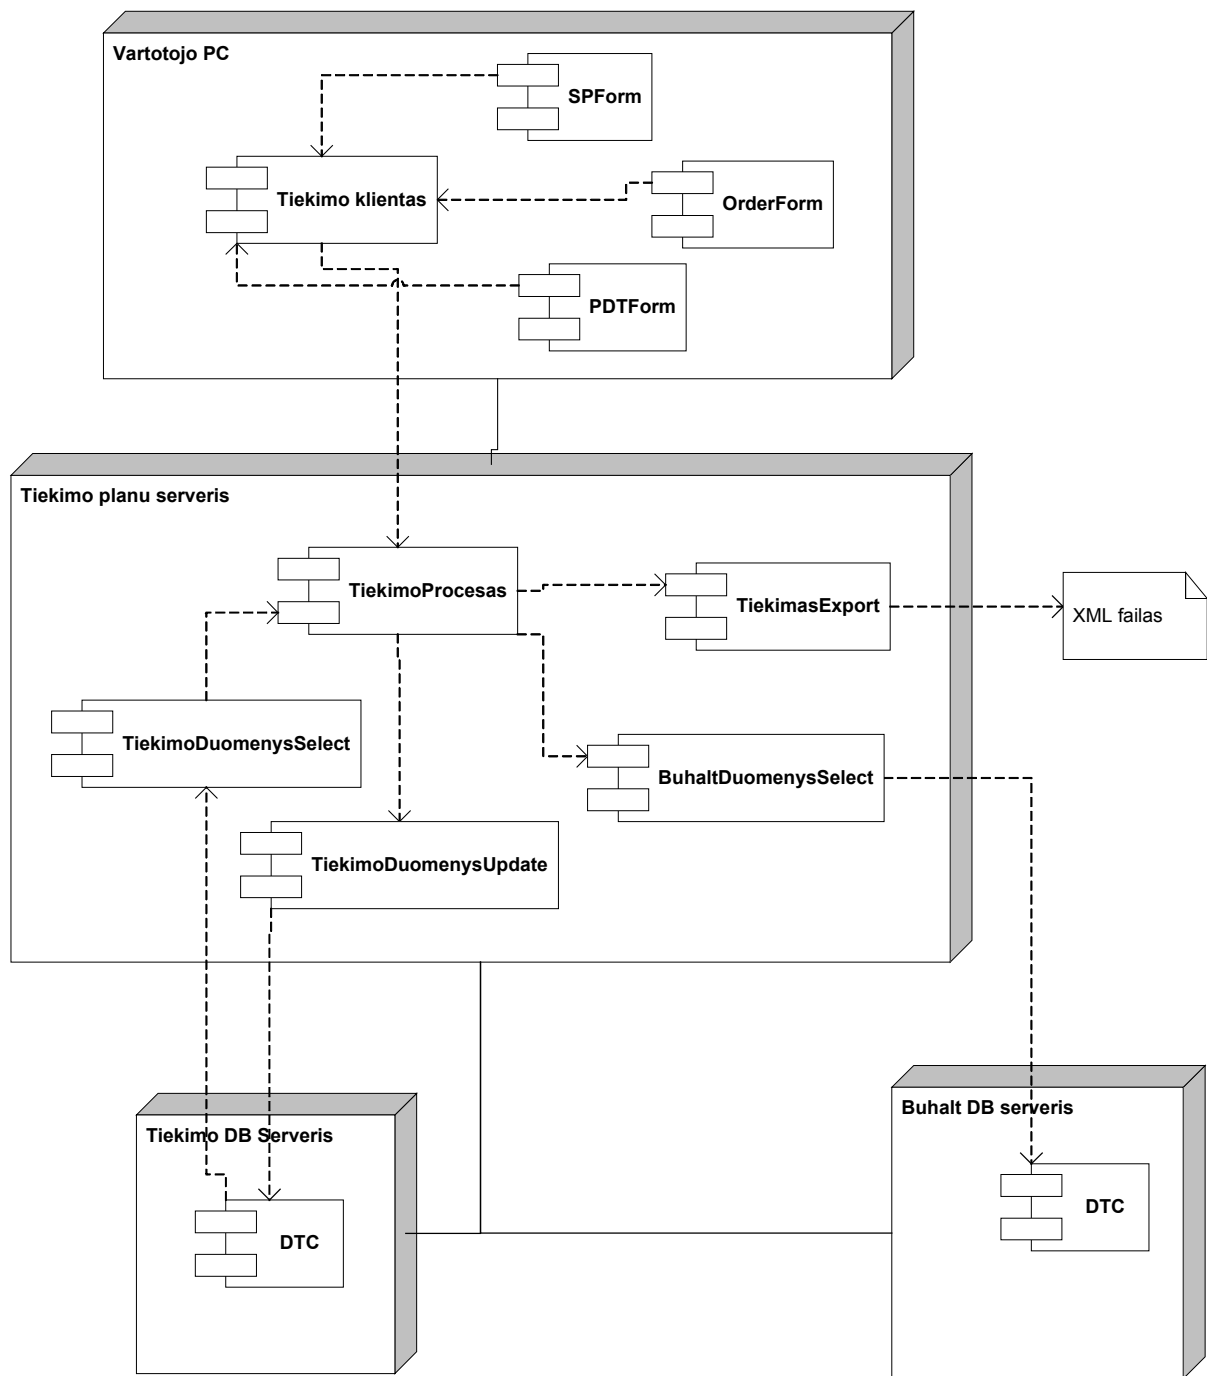 Vartotojo PC
SPForm
Tiekimo klientas
OrderForm
PDTForm
Tiekimo planu serveris
TiekimoProcesas
TiekimasExport
XML failas
TiekimoDuomenysSelect
BuhaltDuomenysSelect
TiekimoDuomenysUpdate
Tiekimo DB Serveris
DTC
Buhalt DB serveris
DTC